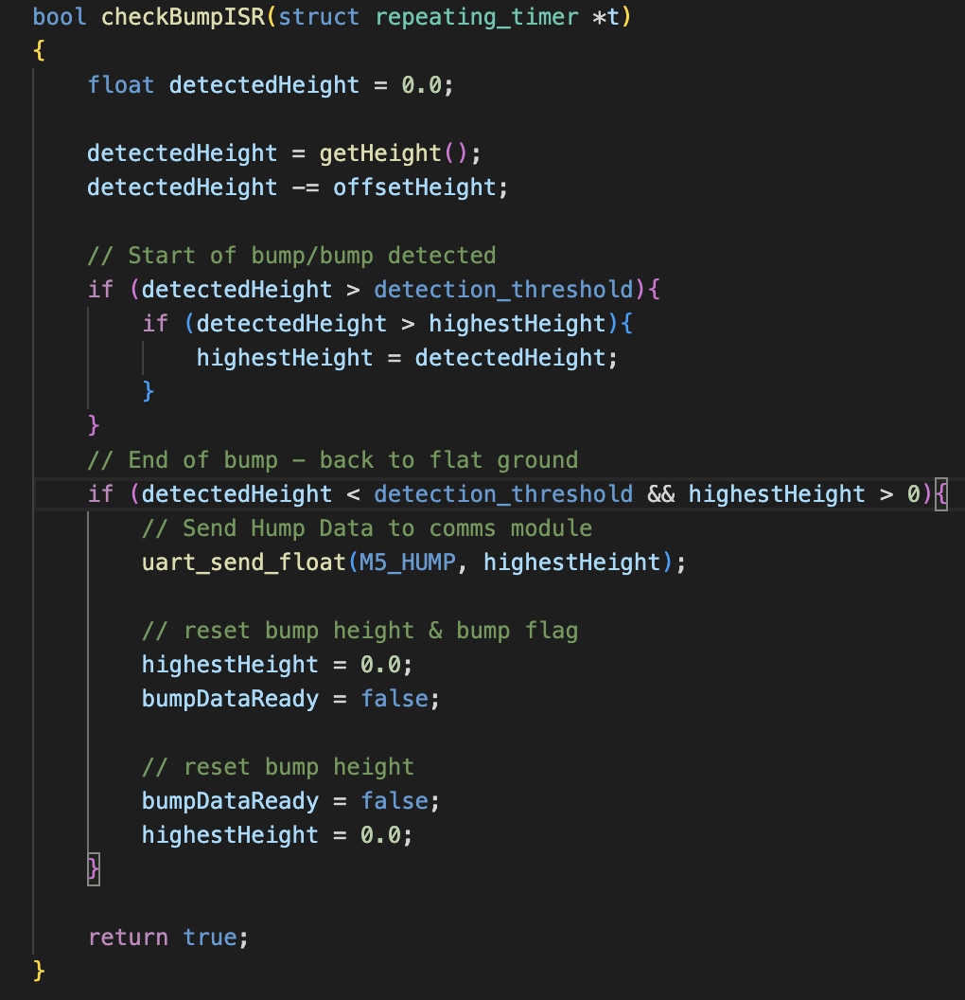 bool checkBumpISR(struct repeating_timer *t)
{
    float detectedHeight = 0.0;

    detectedHeight = getHeight();
    detectedHeight -= offsetHeight;

    // Start of bump/bump detected
    if (detectedHeight > detection_threshold){
        if (detectedHeight > highestHeight){
            highestHeight = detectedHeight;
        }
    }
    // End of bump - back to flat ground
    if (detectedHeight < detection_threshold && highestHeight > 0){
        // Send Hump Data to comms module
        uart_send_float(M5_HUMP, highestHeight);

        // reset bump height & bump flag
        highestHeight = 0.0;
        bumpDataReady = false;

        // reset bump height
        bumpDataReady = false;
        highestHeight = 0.0;
    }

    return true;
}